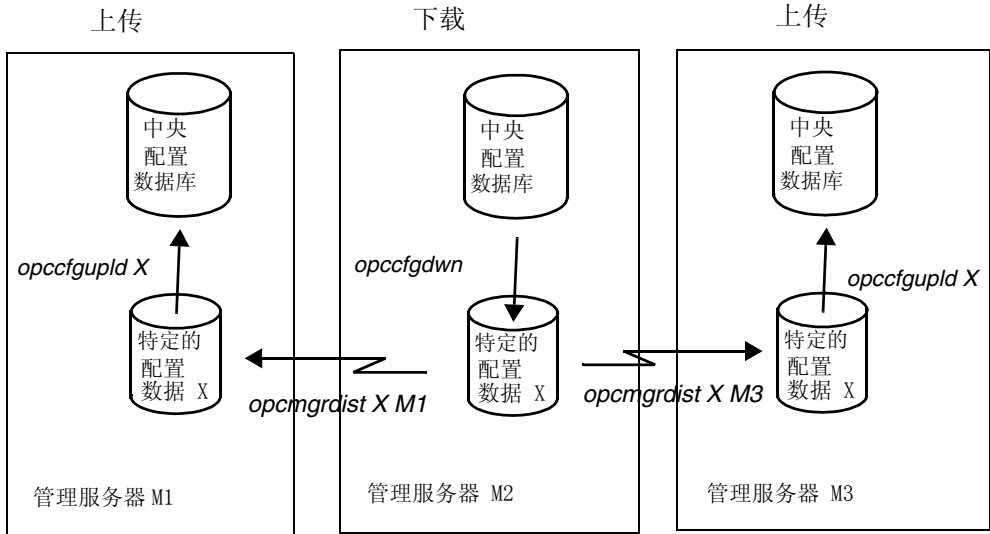 上传
下载
上传
中央
配置
数据库
中央
配置
数据库
中央
配置
数据库
opccfgupld X
opccfgdwn
opccfgupld X
特定的
配置
数据 X
特定的
配置
数据 X
特定的
配置
数据 X
opcmgrdist X M1
opcmgrdist X M3
管理服务器 M1
管理服务器 M2
管理服务器 M3